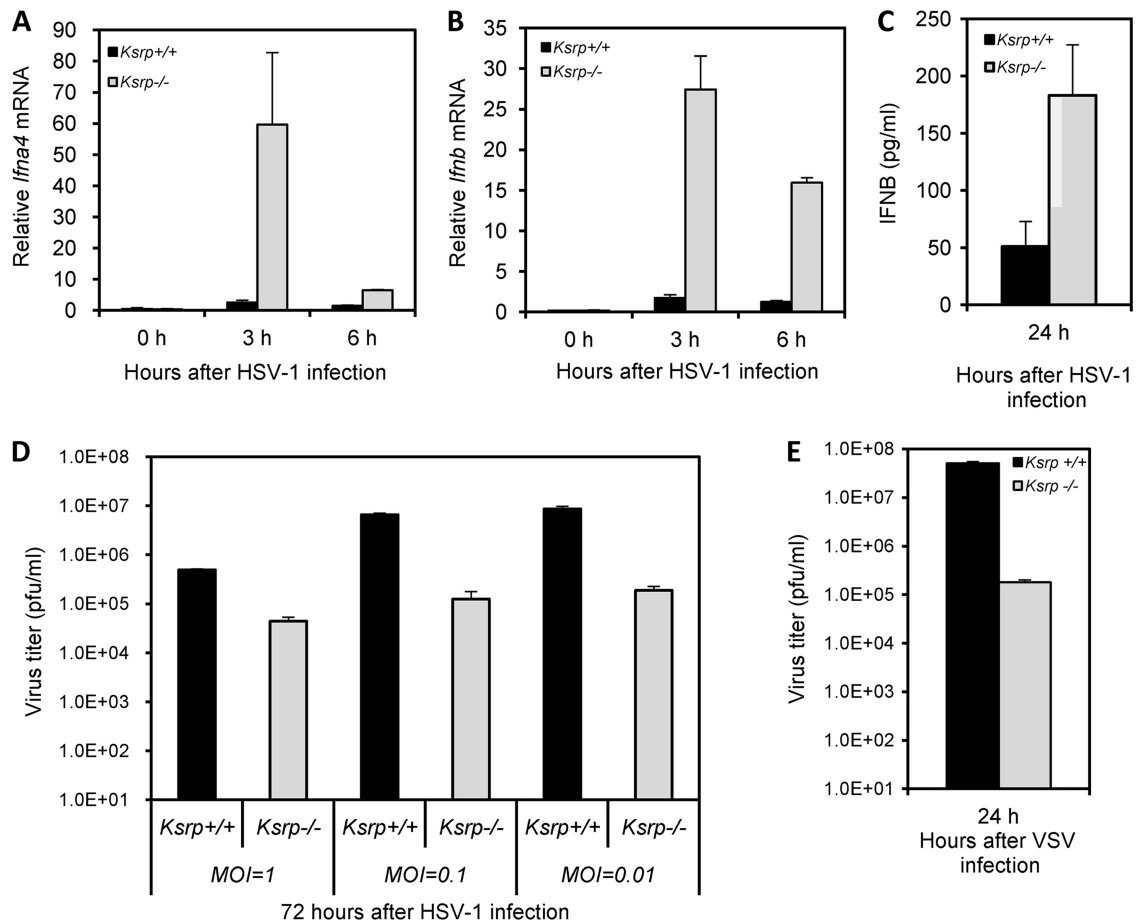 A
Relative Ifna4 mRNA
90
80
70
60
50
40
30
20
10
0
Ksrp+/+
Ksrp-/-
0 h 3 h 6 h
Hours after HSV-1 infection
B
Relative Ifnb mRNA
35
30
25
20
15
10
5
0
Ksrp+/+
Ksrp-/-
0 h 3 h 6 h
Hours after HSV-1 infection
C
IFNB (pg/ml)
250
200
150
100
50
0
Ksrp+/+
Ksrp-/-
24 h
Hours after HSV-1
infection
D
Virus titer (pfu/ml)
1.0E+08
1.0E+07
1.0E+06
1.0E+05
1.0E+04
1.0E+03
1.0E+02
1.0E+01
Ksrp+/+ Ksrp-/- Ksrp+/+ Ksrp-/- Ksrp+/+ Ksrp-/-
MOI=1 MOI=0.1 MOI=0.01
72 hours after HSV-1 infection
E
Virus titer (pfu/ml)
1.0E+08
1.0E+07
1.0E+06
1.0E+05
1.0E+04
1.0E+03
1.0E+02
1.0E+01
Ksrp +/+
Ksrp -/-
24 h
Hours after VSV
infection